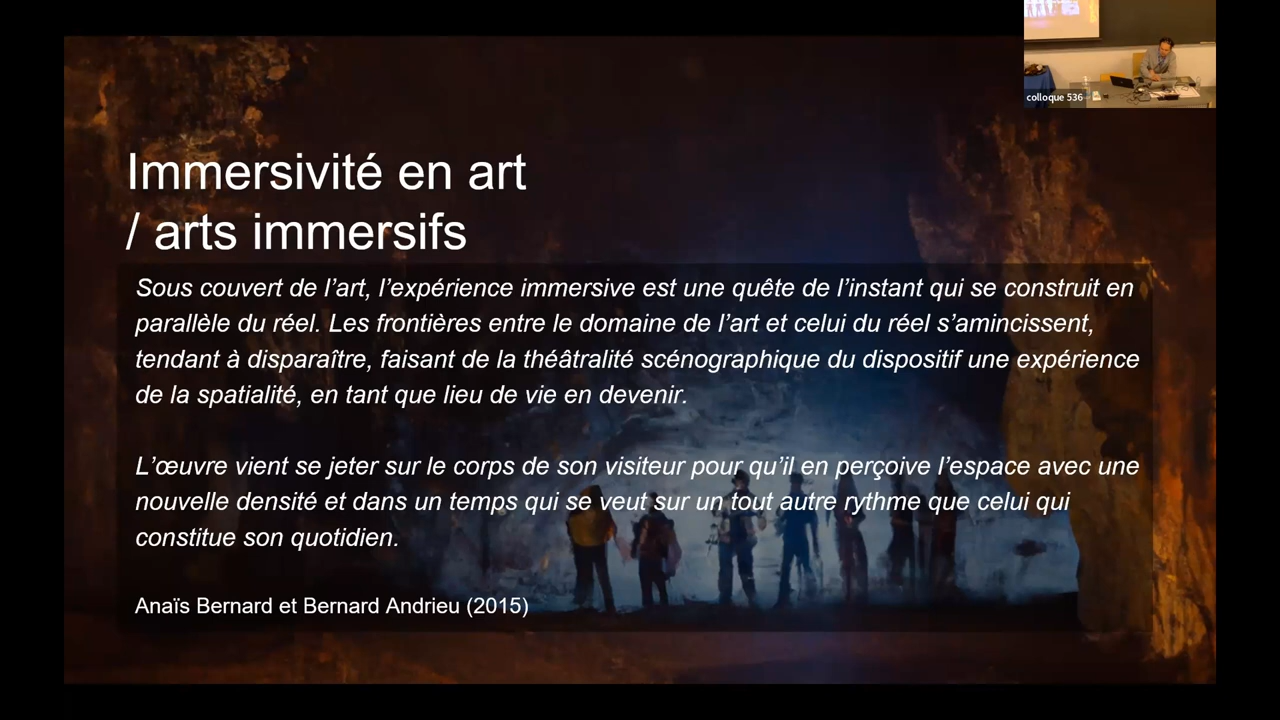 colloque 536
Immersivité en art
/ arts immersifs
Sous couvert de l’art, l’expérience immersive est une quête de l’instant qui se construit en
parallèle du réel. Les frontières entre le domaine de l’art et celui du réel s’amincissent,
tendant à disparaître, faisant de la théâtralité scénographique du dispositif une expérience
de la spatialité, en tant que lieu de vie en devenir.
L’œuvre vient se jeter sur le corps de son visiteur pour qu’il en perçoive l’espace avec une
nouvelle densité et dans un temps qui se veut sur un tout autre rythme que celui qui
constitue son quotidien.
Anaïs Bernard et Bernard Andrieu (2015)